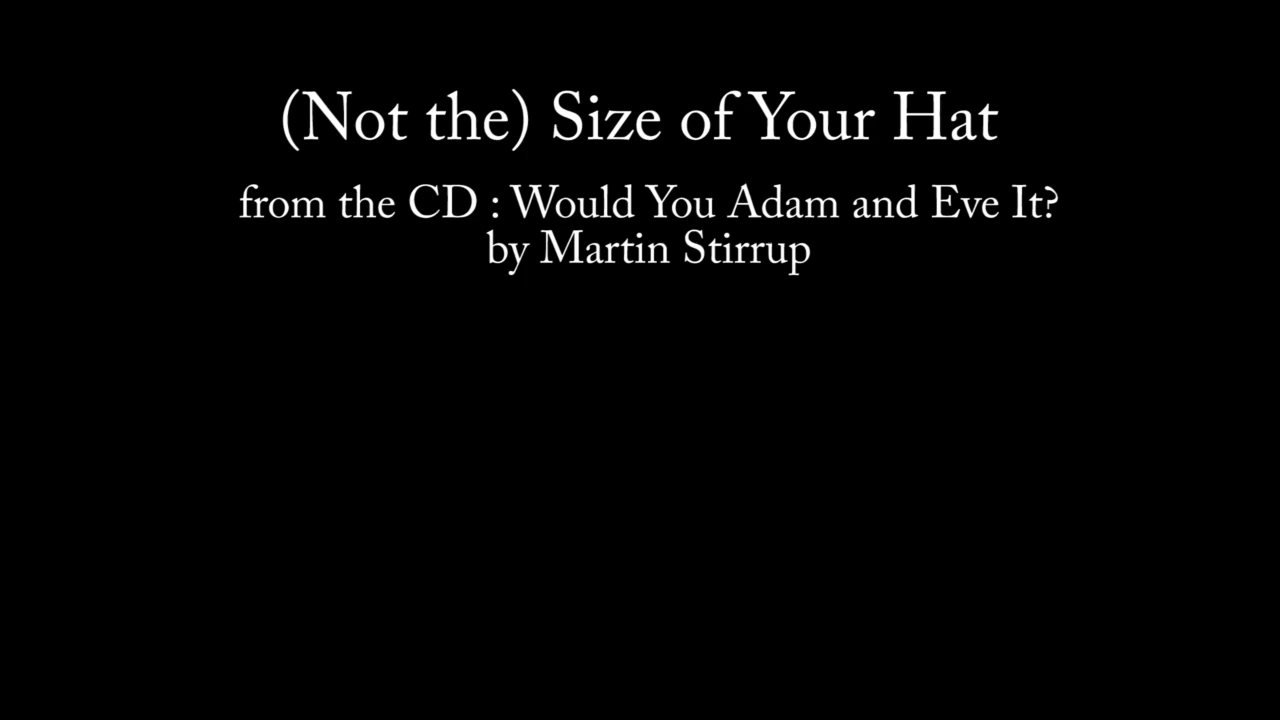 (Not the) Size of Your Hat
from the CD : Would You Adam and Eve It?
by Martin Stirrup